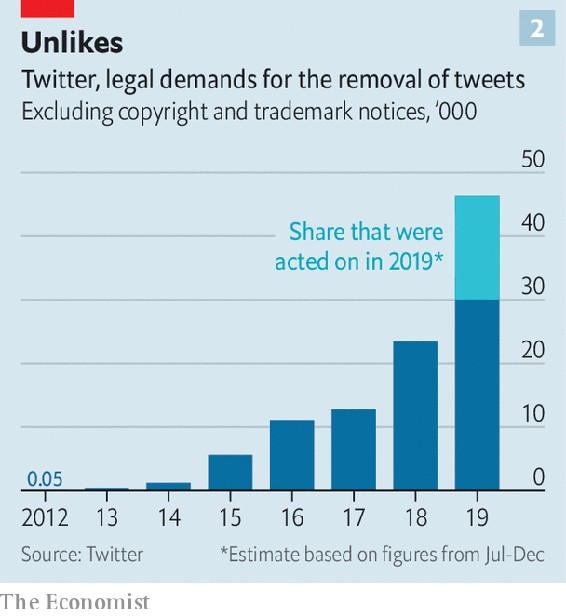 2
Unlikes
Twitter, legal demands for the removal of tweets
Excluding copyright and trademark notices, ’000
50
Share that were
acted on in 2019*
40
30
20
10
0.05
0
2012 13 14 15 16 17 18 19
Source: Twitter *Estimate based on figures from Jul-Dec
The Economist